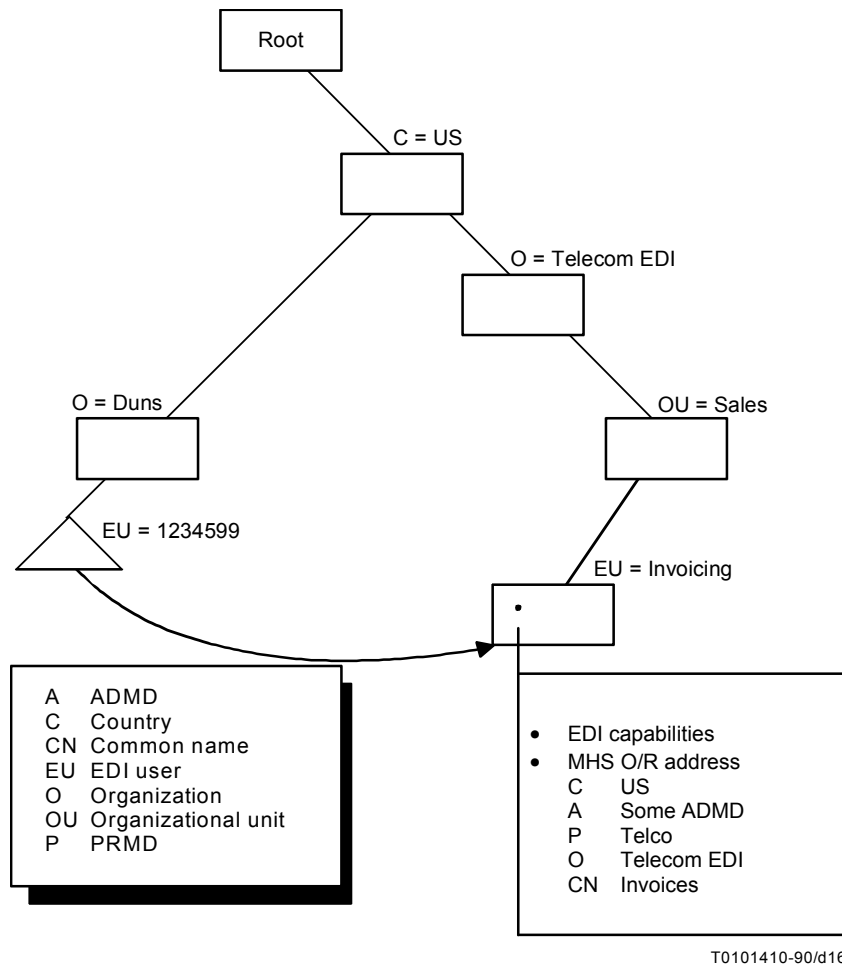 Root
C = US
O = Telecom EDI
O = Duns
OU = Sales
EU = 1234599
EU = Invoicing
A ADMD
C Country
CN Common name
EU EDI user
O Organization
OU Organizational unit
P PRMD
• EDI capabilities
• MHS O/R address
C US
A Some ADMD
P Telco
O Telecom EDI
CN Invoices
T0101410-90/d16